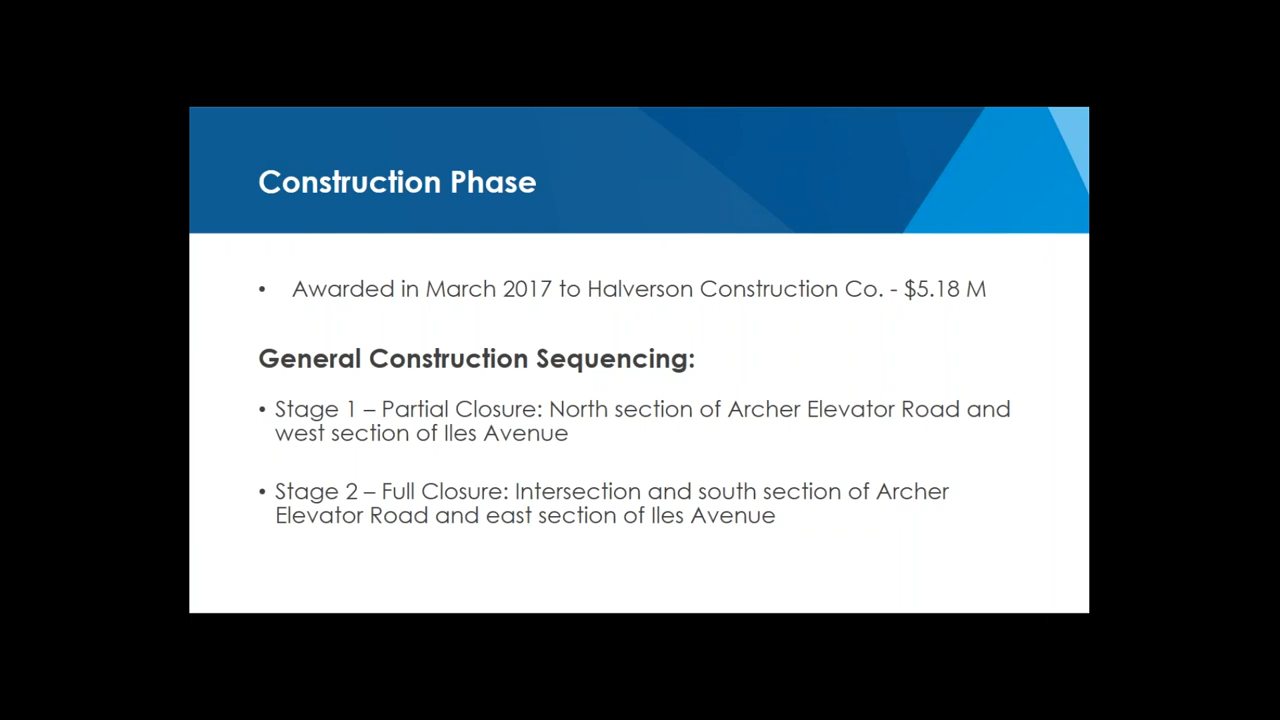 Construction Phase
• Awarded in March 2017 to Halverson Construction Co. - $5.18 M
General Construction Sequencing:
• Stage 1 – Partial Closure: North section of Archer Elevator Road and
west section of Iles Avenue
• Stage 2 – Full Closure: Intersection and south section of Archer
Elevator Road and east section of Iles Avenue